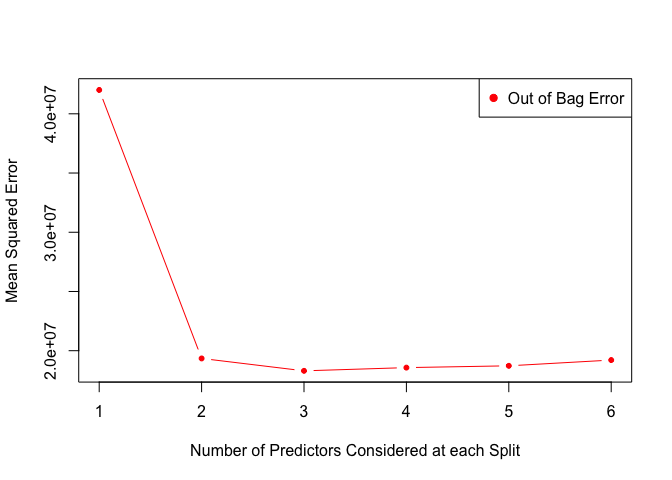 Out of Bag Error
Mean Squared Error
4.0e+07
3.0e+07
2.0e+07
1 2 3 4 5 6
Number of Predictors Considered at each Split